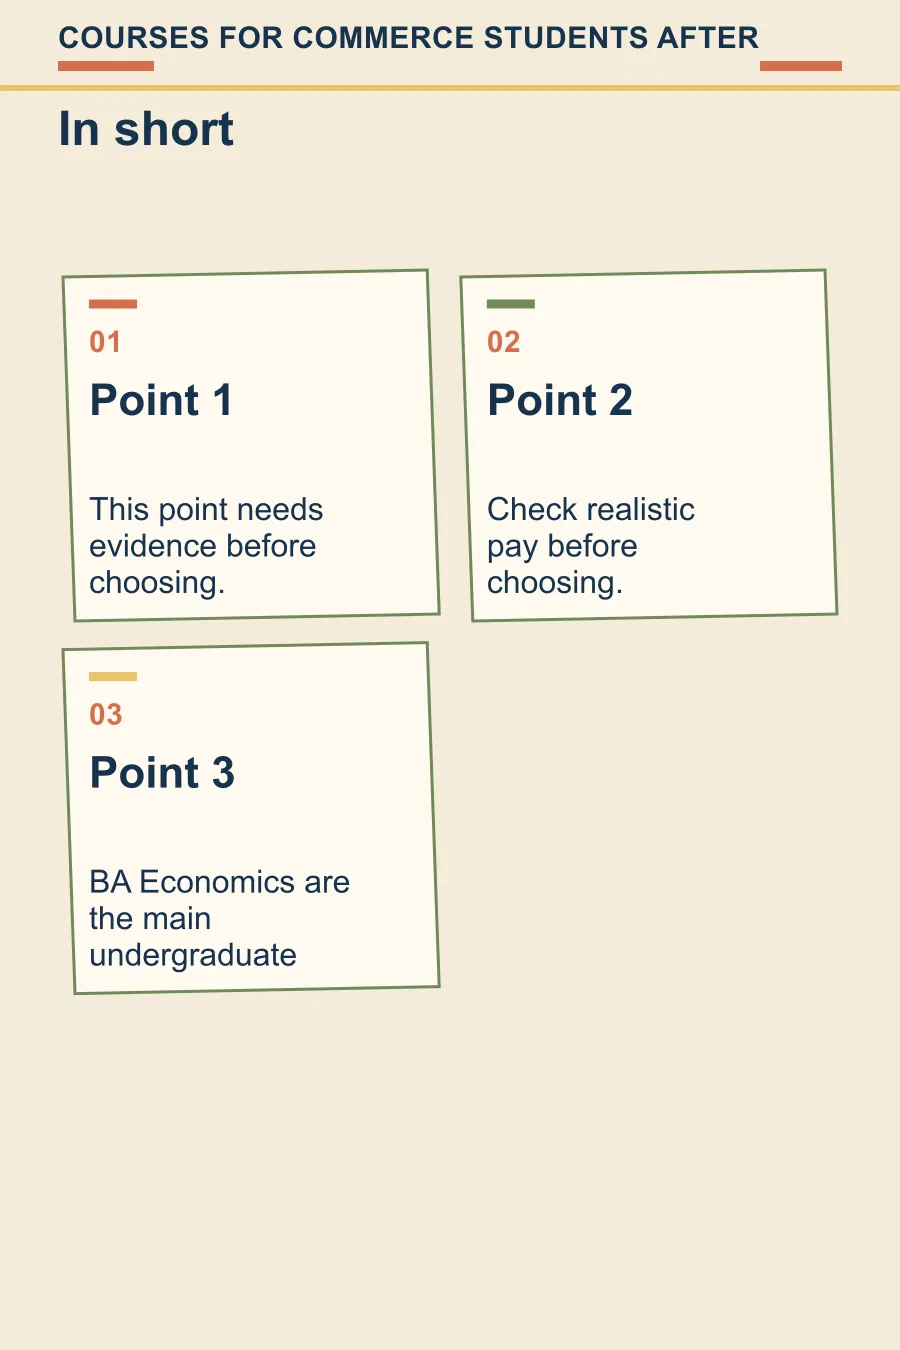 COURSES FOR COMMERCE STUDENTS AFTER
In short
01
Point 1
This point needs
evidence before
choosing.
02
Point 2
Check realistic
pay before
choosing.
03
Point 3
BA Economics are
the main
undergraduate